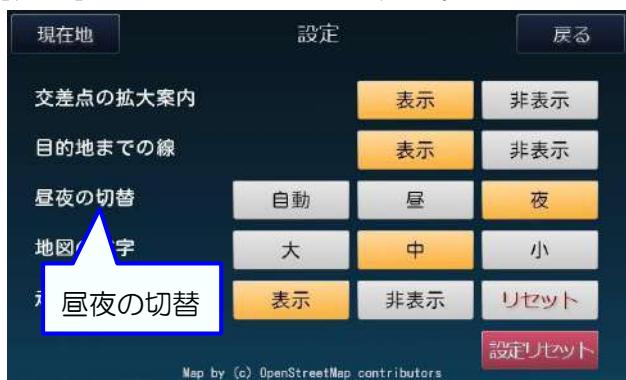 現在地 設定 戻る
交差点の拡大案内 表示 非表示
目的地までの線 表示 非表示
昼夜の切替 自動 昼 夜
地図の 字 大 中 小
昼夜の切替 表示 非表示 リセット
設定リセット
Map by (c) OpenStreetMap contributors